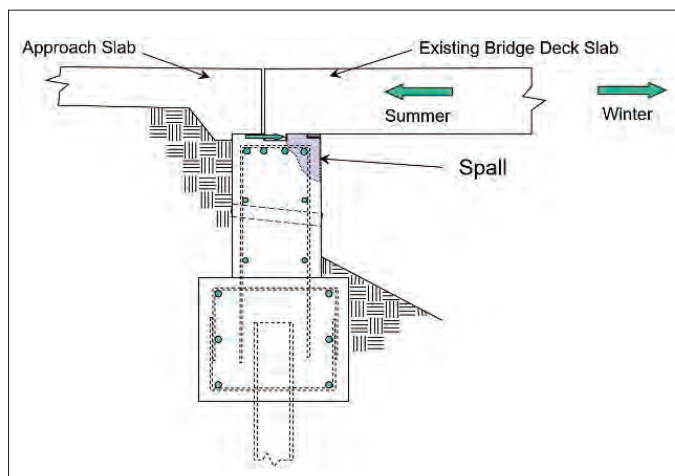 Approach Slab
Existing Bridge Deck Slab
Summer
Winter
Spall